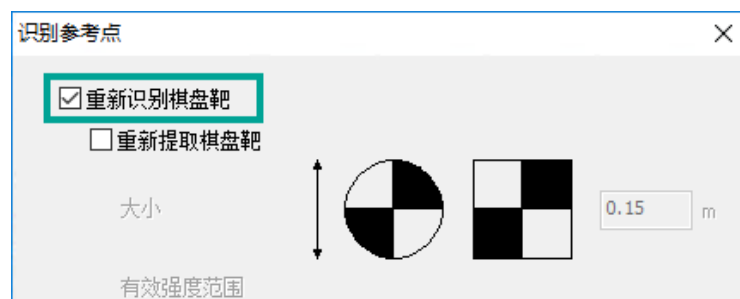 识别参考点
重新识别棋盘靶
重新提取棋盘靶
大小
0.15 m
有效强度范围